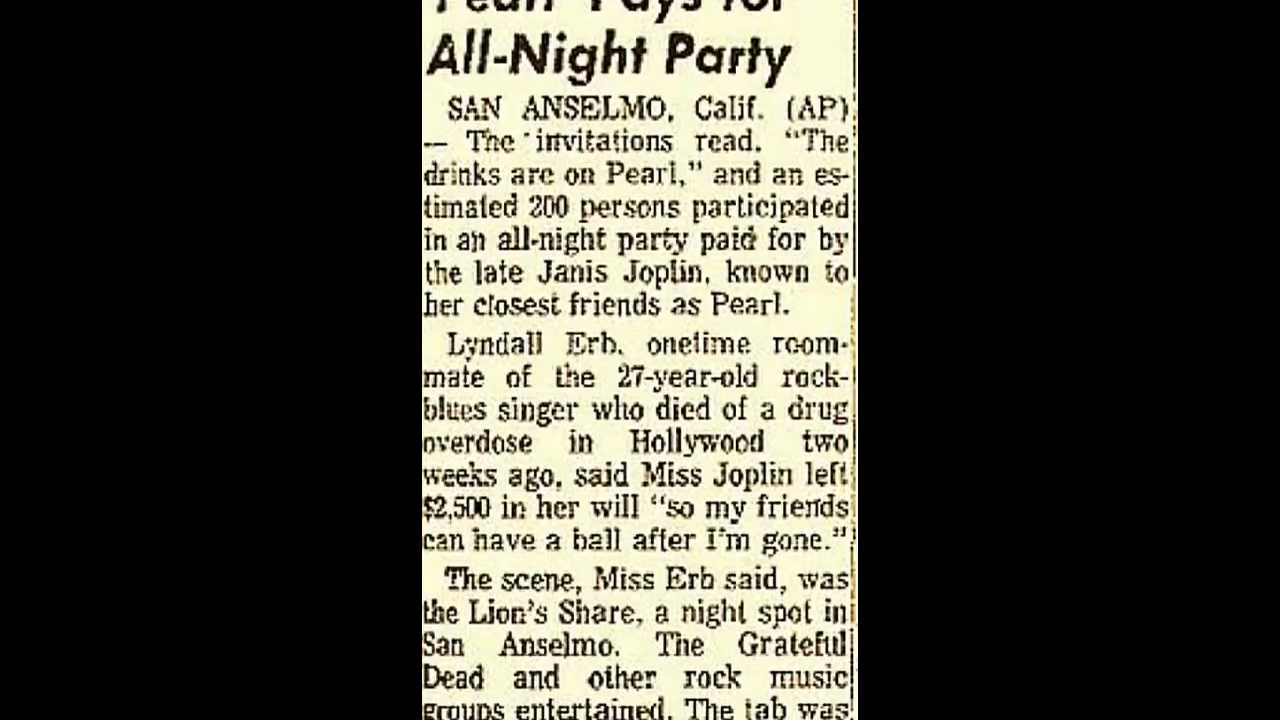 "Pearl" Pays for
All-Night Party
SAN ANSELMO, Calif. (AP)
— The invitations read, "The
drinks are on Pearl," and an es-
timated 200 persons participated
in an all-night party paid for by
the late Janis Joplin, known to
her closest friends as Pearl.
Lyndall Erb, onetime room-
mate of the 27-year-old rock-
blues singer who died of a drug
overdose in Hollywood two
weeks ago, said Miss Joplin left
$2,500 in her will "so my friends
can have a ball after I'm gone."
The scene, Miss Erb said, was
the Lion's Share, a night spot in
San Anselmo. The Grateful
Dead and other rock music
groups entertained. The tab was